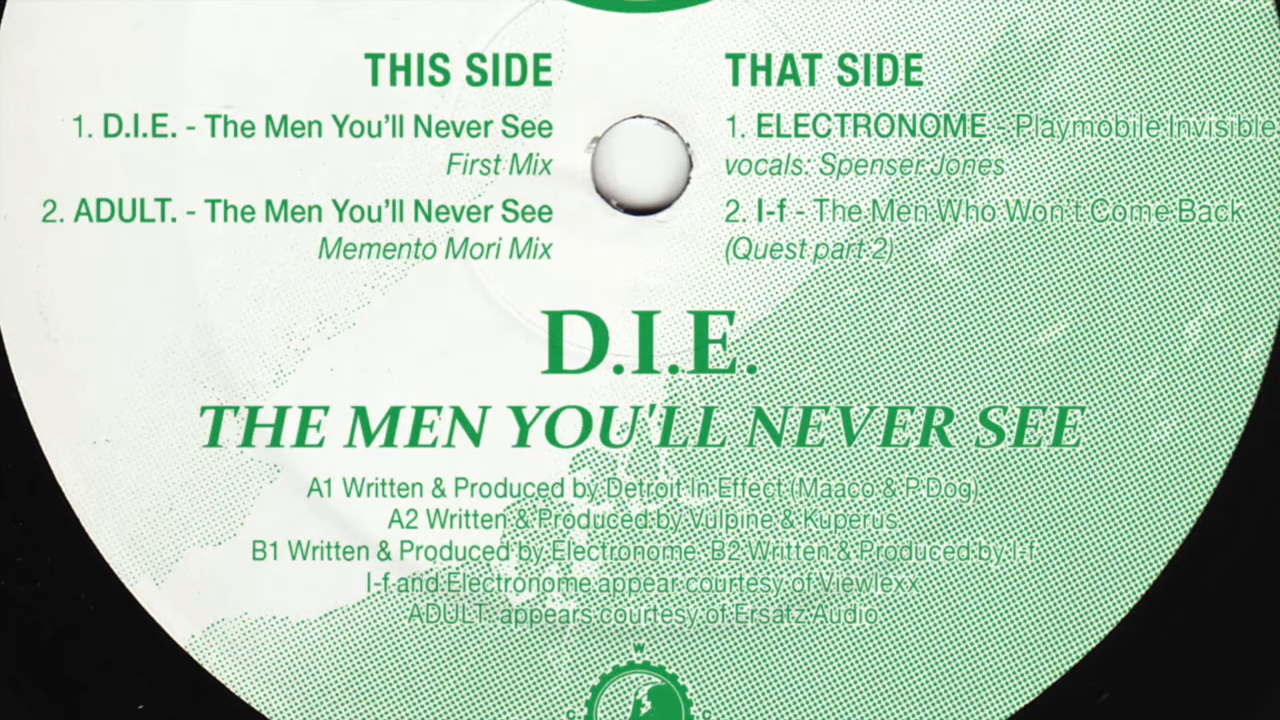 THIS SIDE
1. D.I.E. - The Men You'll Never See
First Mix
2. ADULT. - The Men You'll Never See
Memento Mori Mix
THAT SIDE
1. ELECTRONOME - Playmobile Invisible
vocals: Spenser Jones
2. I-f - The Men Who Won't Come Back
(Quest part 2)
D.I.E.
THE MEN YOU'LL NEVER SEE
A1 Written & Produced by Detroit In Effect (Maaco & P.Dog)
A2 Written & Produced by Vulpine & Kuperus.
B1 Written & Produced by Electronome. B2 Written & Produced by I-f.
I-f and Electronome appear courtesy of Viewlexx.
ADULT. appears courtesy of Ersatz Audio.
W